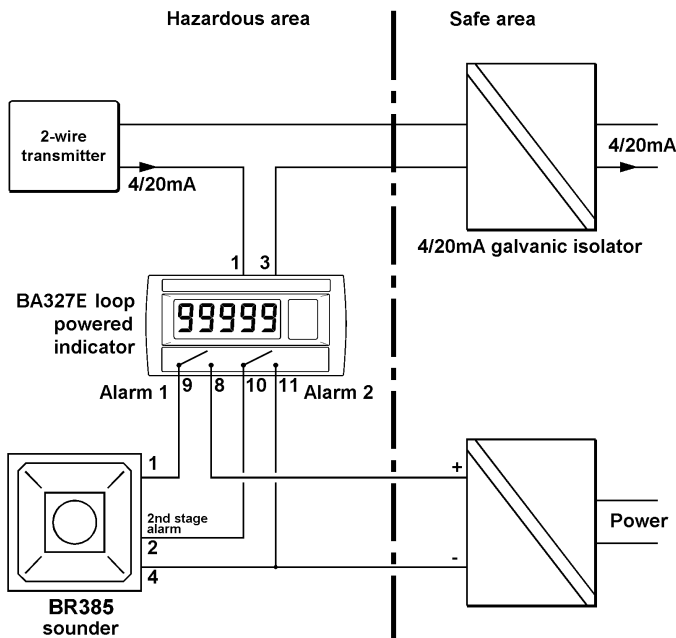 Hazardous area
Safe area
2-wire
transmitter
4/20mA
4/20mA
4/20mA galvanic isolator
1 3
BA327E loop
powered
indicator
99999
Alarm 1 9 8 10 11 Alarm 2
1
+
2nd stage
alarm
2
Power
-
4
BR385
sounder